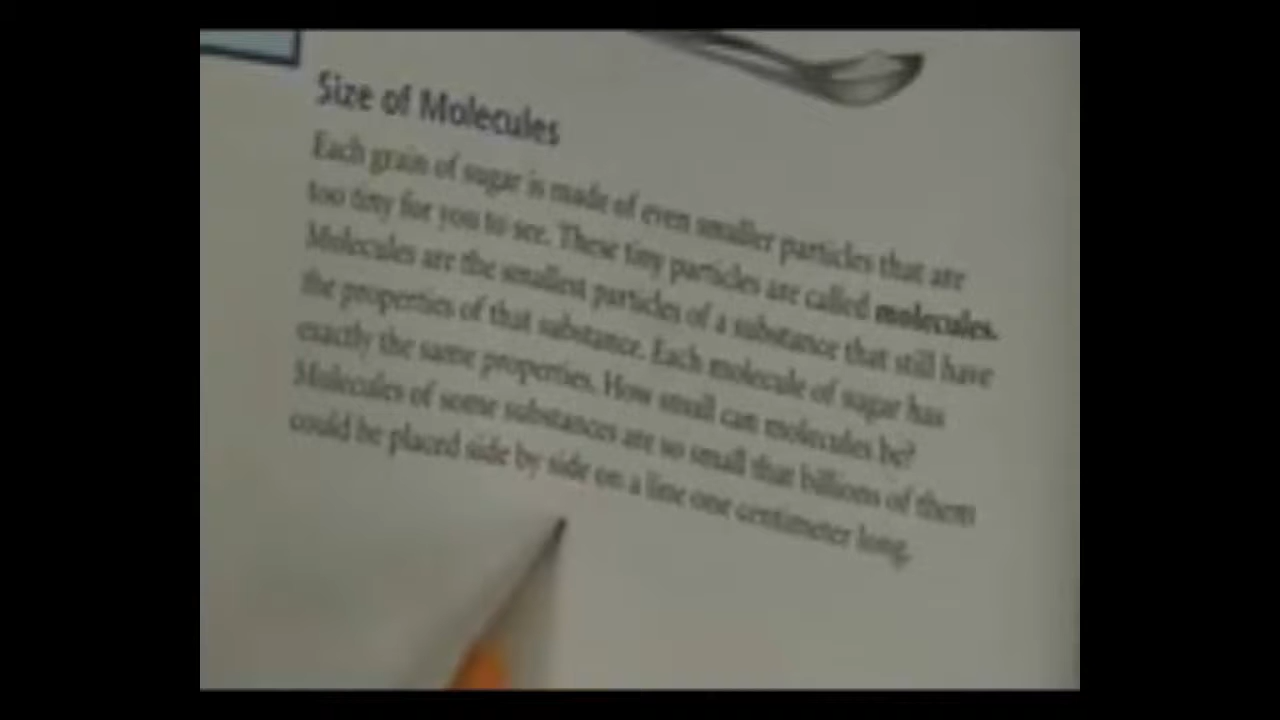 Size of Molecules
Each grain of sugar is made of even smaller particles that are
too tiny for you to see. These tiny particles are called molecules.
Molecules are the smallest particles of a substance that still have
the properties of that substance. Each molecule of sugar has
exactly the same properties. How small can molecules be?
Molecules of some substances are so small that billions of them
could be placed side by side on a line one centimeter long.